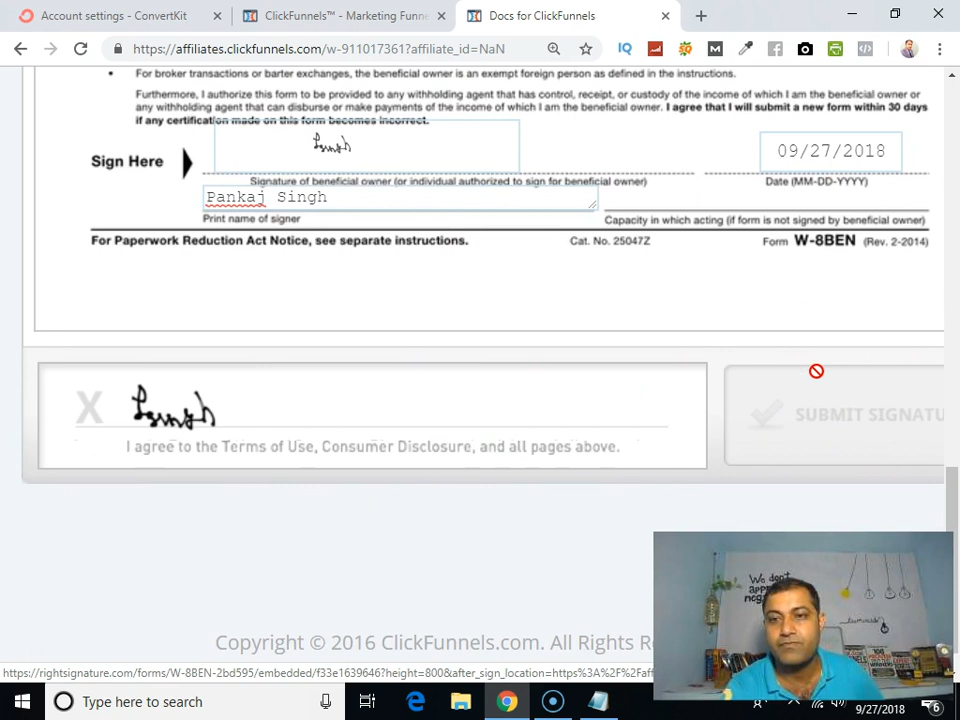 Account settings - ConvertKit
ClickFunnels™ - Marketing Funne
Docs for ClickFunnels
https://affiliates.clickfunnels.com/w-911017361?affiliate_id=NaN
• For broker transactions or barter exchanges, the beneficial owner is an exempt foreign person as defined in the instructions.
Furthermore, I authorize this form to be provided to any withholding agent that has control, receipt, or custody of the income of which I am the beneficial owner or
any withholding agent that can disburse or make payments of the income of which I am the beneficial owner. I agree that I will submit a new form within 30 days
if any certification made on this form becomes incorrect.
Sign Here
09/27/2018
Signature of beneficial owner (or individual authorized to sign for beneficial owner)
Date (MM-DD-YYYY)
Pankaj Singh
Print name of signer
Capacity in which acting (if form is not signed by beneficial owner)
For Paperwork Reduction Act Notice, see separate instructions.
Cat. No. 25047Z
Form W-8BEN (Rev. 2-2014)
X
SUBMIT SIGNATU
I agree to the Terms of Use, Consumer Disclosure, and all pages above.
We don't
Copyright © 2016 ClickFunnels.com. All Rights Re
https://rightsignature.com/forms/W-8BEN-2bd595/embedded/f33e1639646?height=800&after_sign_location=https%3A%2F%2Faff
Type here to search
9/27/2018
6